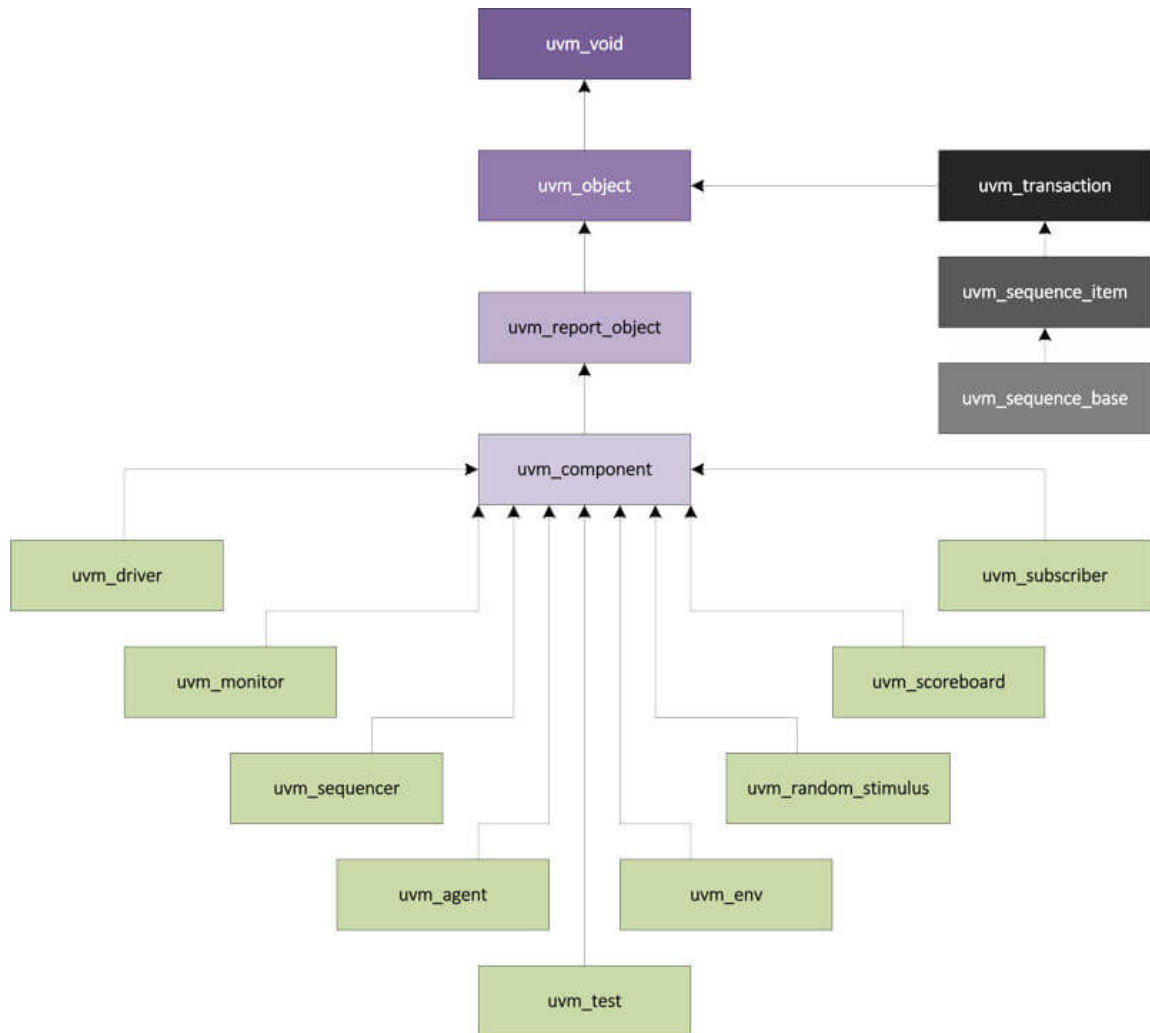 uvm_void
uvm_object
uvm_transaction
uvm_sequence_item
uvm_report_object
uvm_sequence_base
uvm_component
uvm_driver
uvm_subscriber
uvm_monitor
uvm_scoreboard
uvm_sequencer
uvm_random_stimulus
uvm_agent
uvm_env
uvm_test